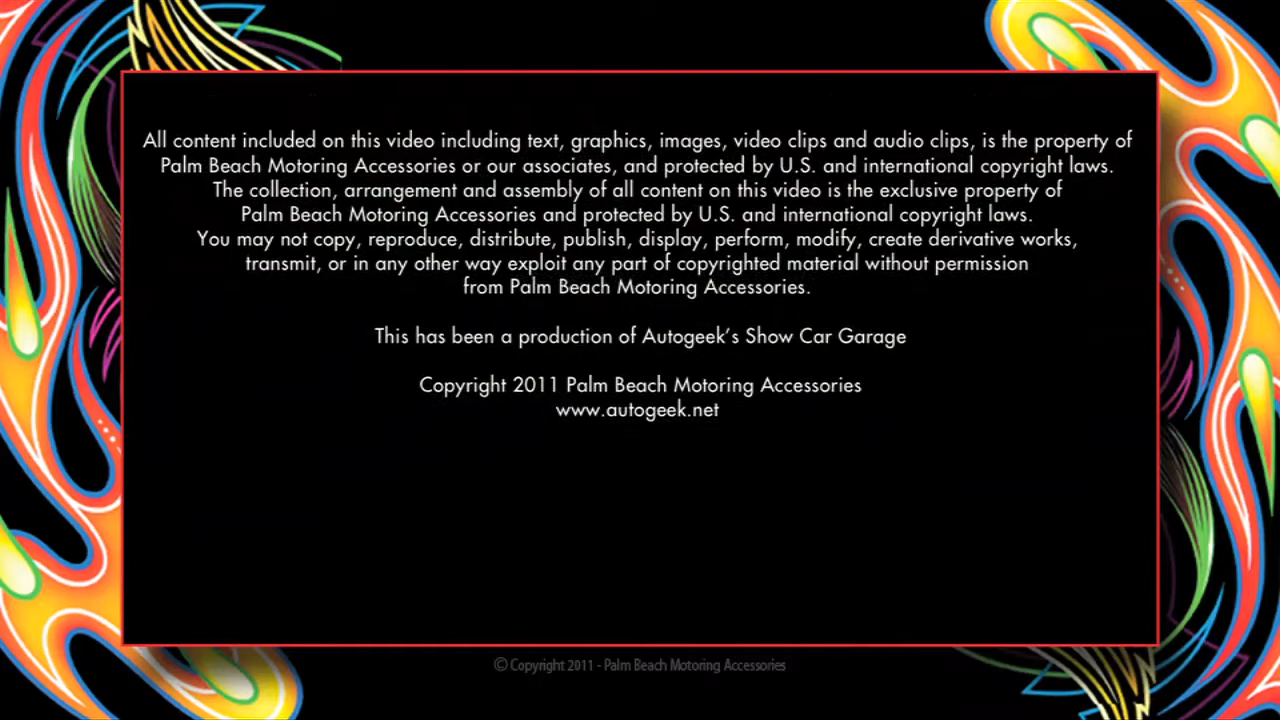 All content included on this video including text, graphics, images, video clips and audio clips, is the property of
Palm Beach Motoring Accessories or our associates, and protected by U.S. and international copyright laws.
The collection, arrangement and assembly of all content on this video is the exclusive property of
Palm Beach Motoring Accessories and protected by U.S. and international copyright laws.
You may not copy, reproduce, distribute, publish, display, perform, modify, create derivative works,
transmit, or in any other way exploit any part of copyrighted material without permission
from Palm Beach Motoring Accessories.
This has been a production of Autogeek's Show Car Garage
Copyright 2011 Palm Beach Motoring Accessories
www.autogeek.net
© Copyright 2011 - Palm Beach Motoring Accessories